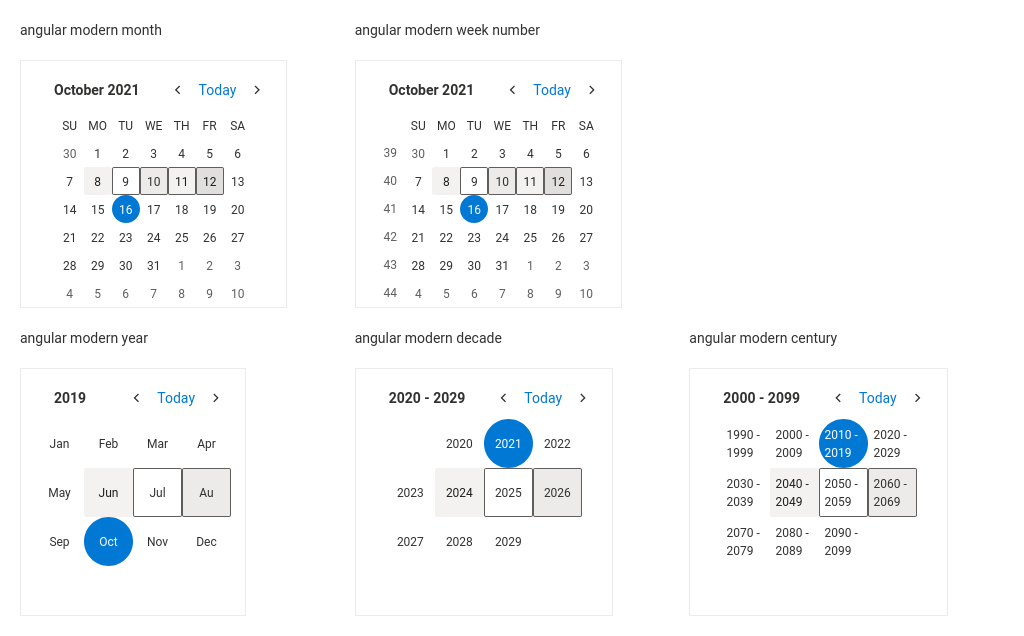 angular modern month
angular modern week number
October 2021 Today
SU MO TU WE TH FR SA
30 1 2 3 4 5 6
7 8 9 10 11 12 13
14 15 16 17 18 19 20
21 22 23 24 25 26 27
28 29 30 31 1 2 3
4 5 6 7 8 9 10
October 2021 Today
SU MO TU WE TH FR SA
39 30 1 2 3 4 5 6
40 7 8 9 10 11 12 13
41 14 15 16 17 18 19 20
42 21 22 23 24 25 26 27
43 28 29 30 31 1 2 3
44 4 5 6 7 8 9 10
angular modern year
angular modern decade
angular modern century
2019 Today
Jan Feb Mar Apr
May Jun Jul Au
Sep Oct Nov Dec
2020 - 2029 Today
2020 2021 2022
2023 2024 2025 2026
2027 2028 2029
2000 - 2099 Today
1990 - 2000 - 2010 - 2020 -
1999 2009 2019 2029
2030 - 2040 - 2050 - 2060 -
2039 2049 2059 2069
2070 - 2080 - 2090 -
2079 2089 2099